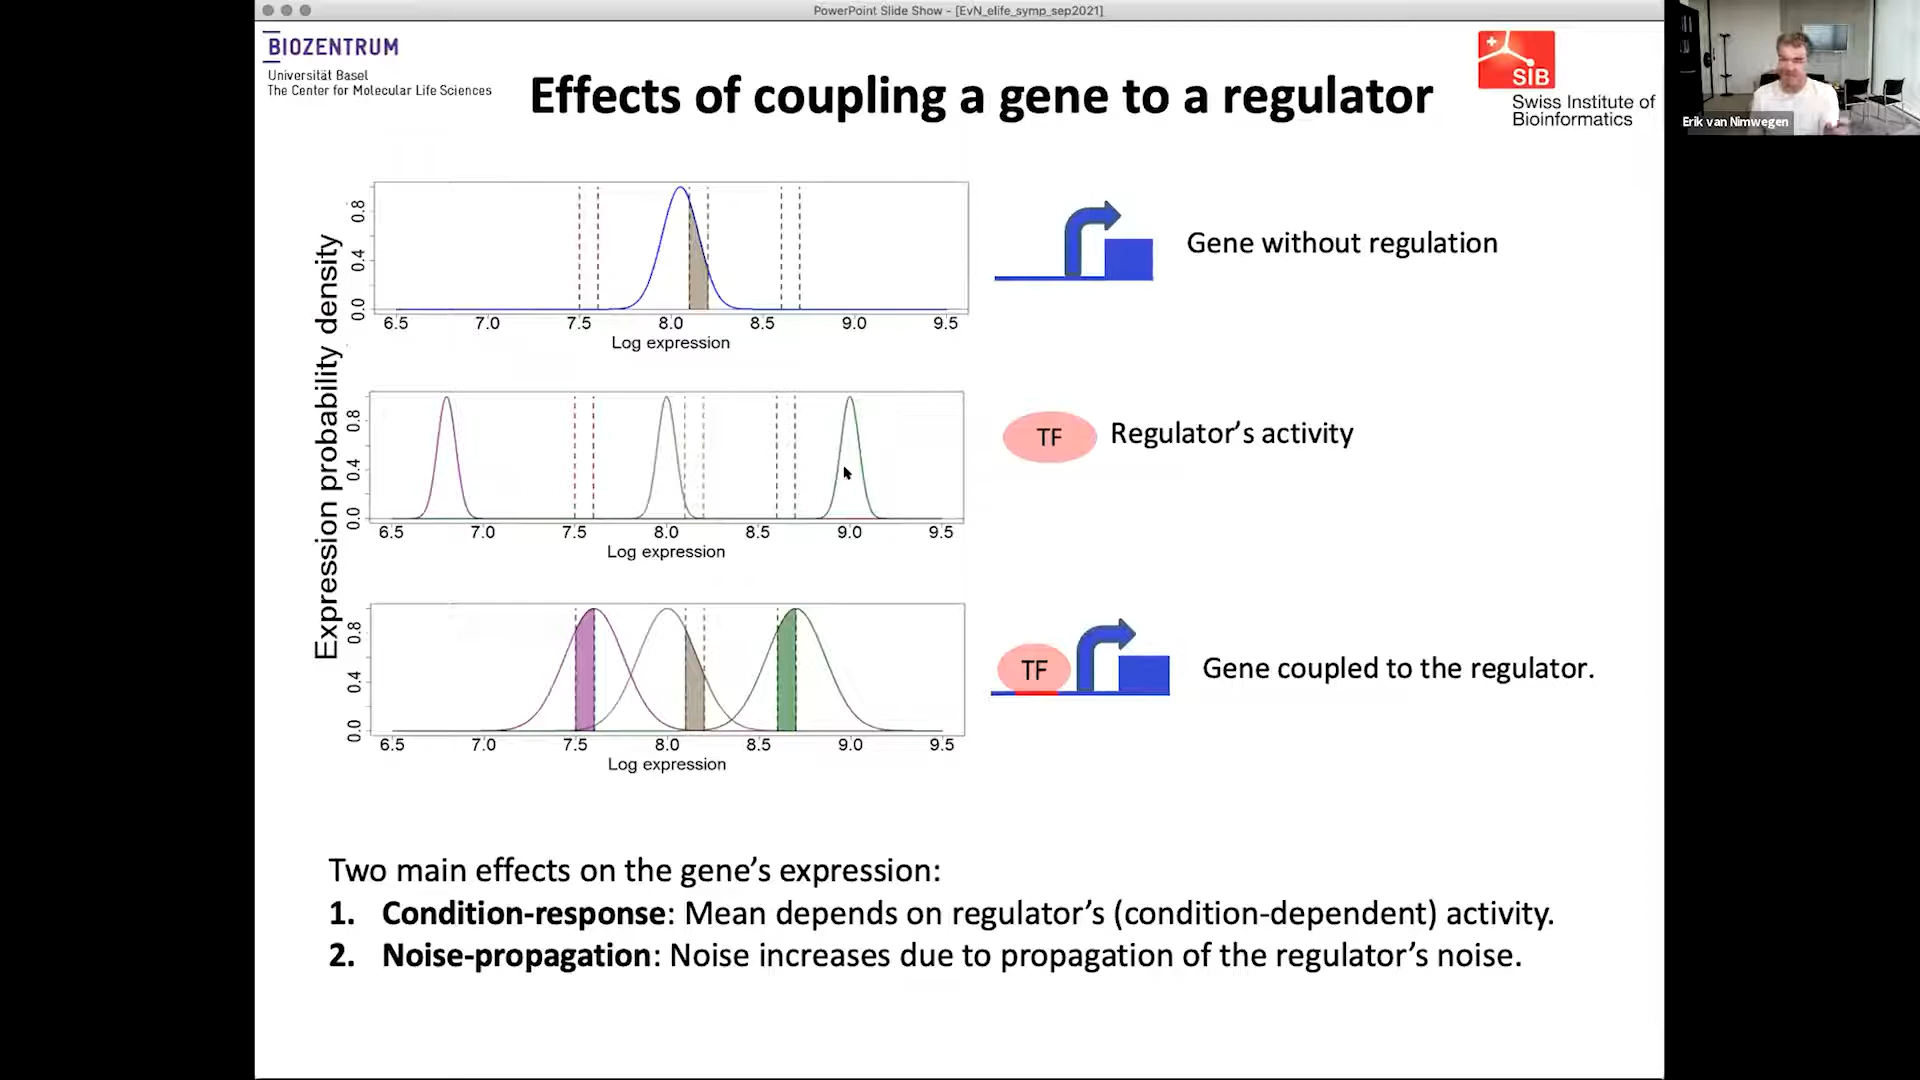 PowerPoint Slide Show - [EvN_elife_symp_sep2021]
BIOZENTRUM
Universität Basel
The Center for Molecular Life Sciences
Effects of coupling a gene to a regulator
SIB
Swiss Institute of
Bioinformatics
Erik van Nimwegen
Expression probability density
0.8
0.4
0.0
6.5 7.0 7.5 8.0 8.5 9.0 9.5
Log expression
Gene without regulation
0.8
0.4
0.0
6.5 7.0 7.5 8.0 8.5 9.0 9.5
Log expression
TF
Regulator's activity
0.8
0.4
0.0
6.5 7.0 7.5 8.0 8.5 9.0 9.5
Log expression
TF
Gene coupled to the regulator.
Two main effects on the gene's expression:
1. Condition-response: Mean depends on regulator's (condition-dependent) activity.
2. Noise-propagation: Noise increases due to propagation of the regulator's noise.